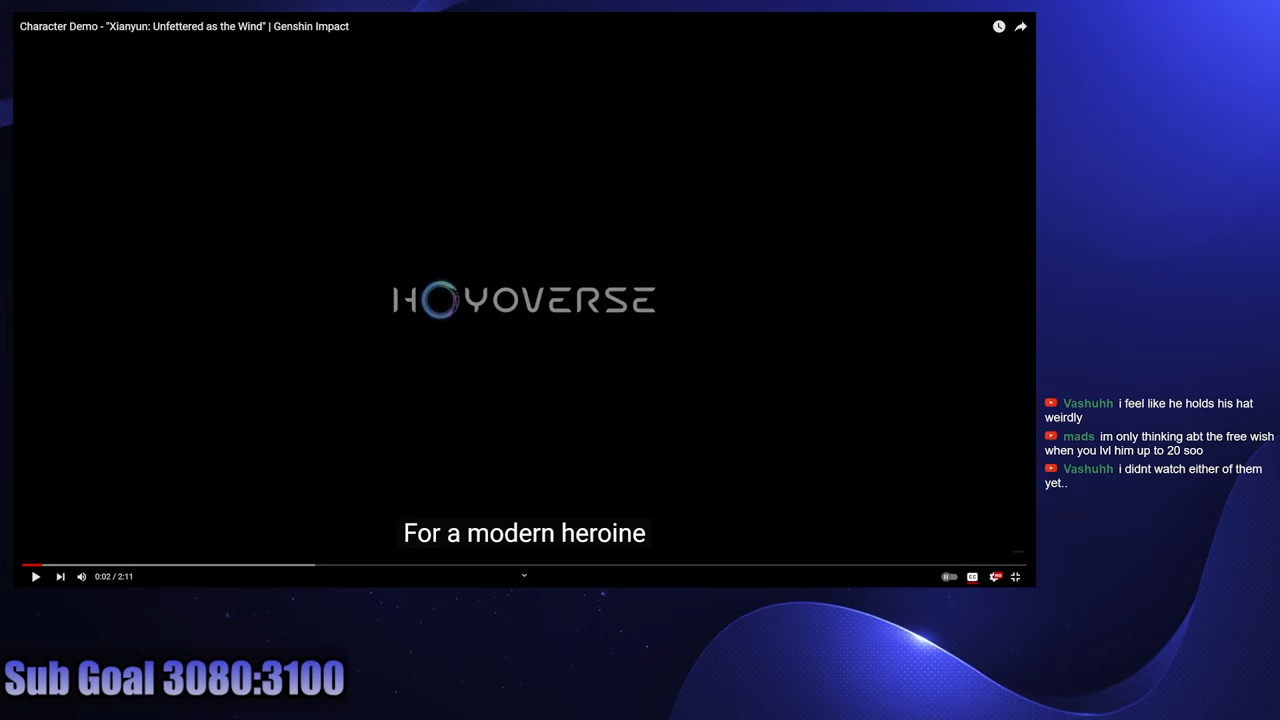 Character Demo - "Xianyun: Unfettered as the Wind" | Genshin Impact
HOYOVERSE
Vashuhh i feel like he holds his hat
weirdly
mads im only thinking abt the free wish
when you lvl him up to 20 soo
Vashuhh i didnt watch either of them
yet..
For a modern heroine
0:02 / 2:11
CC
HD
Sub Goal 3080:3100